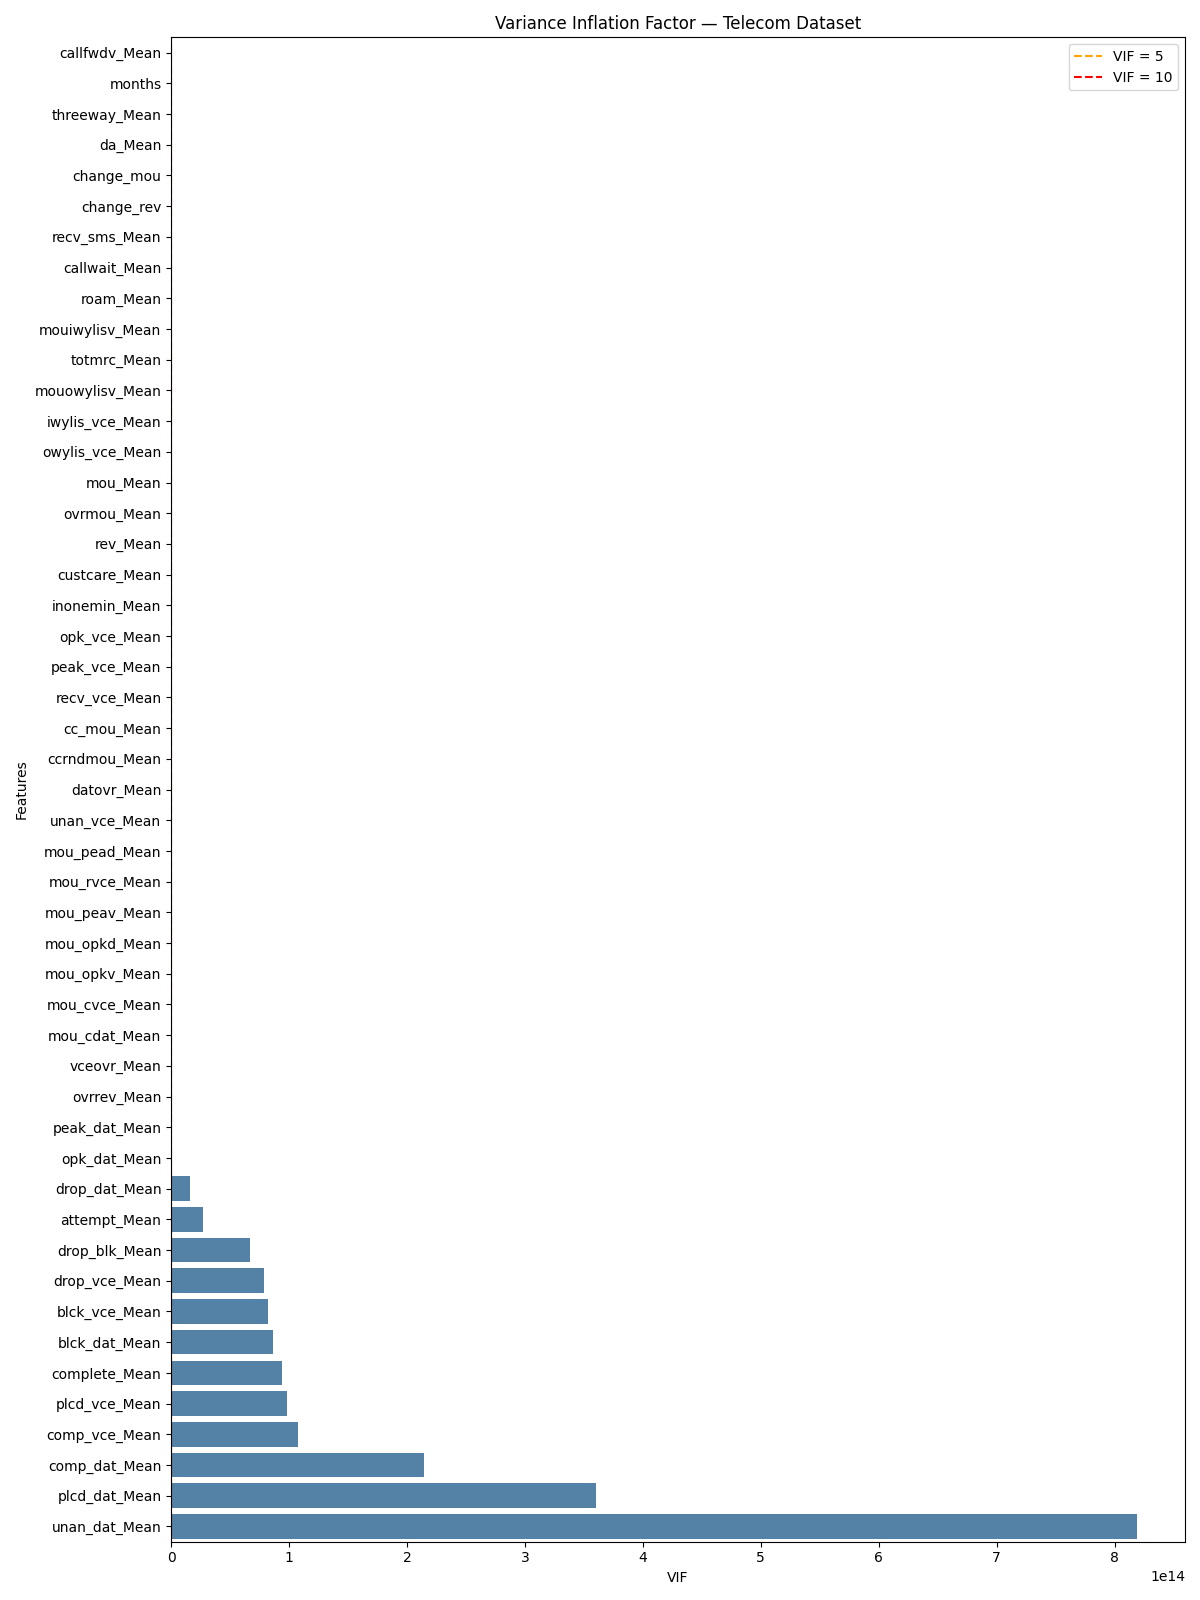 Variance Inflation Factor — Telecom Dataset
VIF = 5
VIF = 10
callfwdv_Mean
months
threeway_Mean
da_Mean
change_mou
change_rev
recv_sms_Mean
callwait_Mean
roam_Mean
mouiwylisv_Mean
totmrc_Mean
mouowylisv_Mean
iwylis_vce_Mean
owylis_vce_Mean
mou_Mean
ovrmou_Mean
rev_Mean
custcare_Mean
inonemin_Mean
opk_vce_Mean
peak_vce_Mean
recv_vce_Mean
cc_mou_Mean
ccrndmou_Mean
datovr_Mean
unan_vce_Mean
mou_pead_Mean
mou_rvce_Mean
mou_peav_Mean
mou_opkd_Mean
mou_opkv_Mean
mou_cvce_Mean
mou_cdat_Mean
vceovr_Mean
ovrrev_Mean
peak_dat_Mean
opk_dat_Mean
drop_dat_Mean
attempt_Mean
drop_blk_Mean
drop_vce_Mean
blck_vce_Mean
blck_dat_Mean
complete_Mean
plcd_vce_Mean
comp_vce_Mean
comp_dat_Mean
plcd_dat_Mean
unan_dat_Mean
Features
0 1 2 3 4 5 6 7 8
1e14
VIF